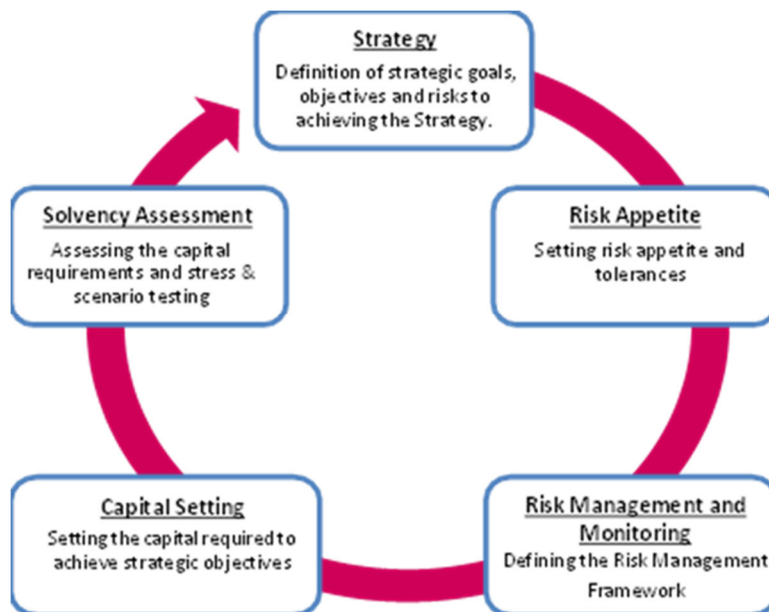 Strategy
Definition of strategic goals,
objectives and risks to
achieving the Strategy.
Risk Appetite
Setting risk appetite and
tolerances
Risk Management and
Monitoring
Defining the Risk Management
Framework
Capital Setting
Setting the capital required to
achieve strategic objectives
Solvency Assessment
Assessing the capital
requirements and stress &
scenario testing